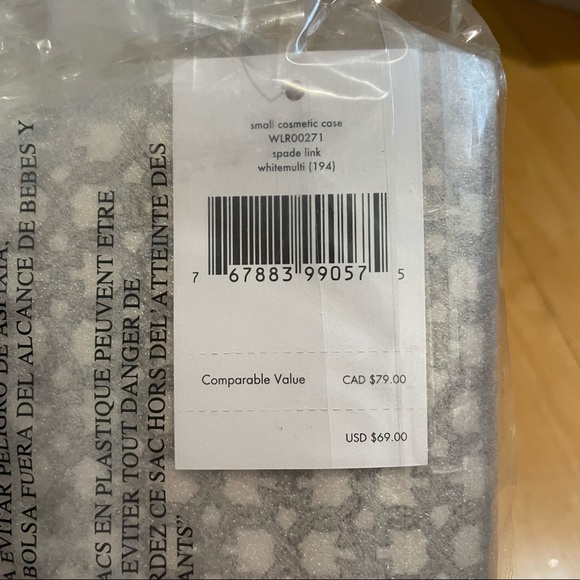 small cosmetic case
WLR00271
spade link
whitemulti (194)
7 67883 99057 5
Comparable Value CAD $79.00
USD $69.00
EVITAR PELIGRO DE ASFIXIA,
BOLSA FUERA DEL ALCANCE DE BEBES Y
ACS EN PLASTIQUE PEUVENT ETRE
EVITER TOUT DANGER DE
RDEZ CE SAC HORS DEL'ATTEINTE DES
ANTS"